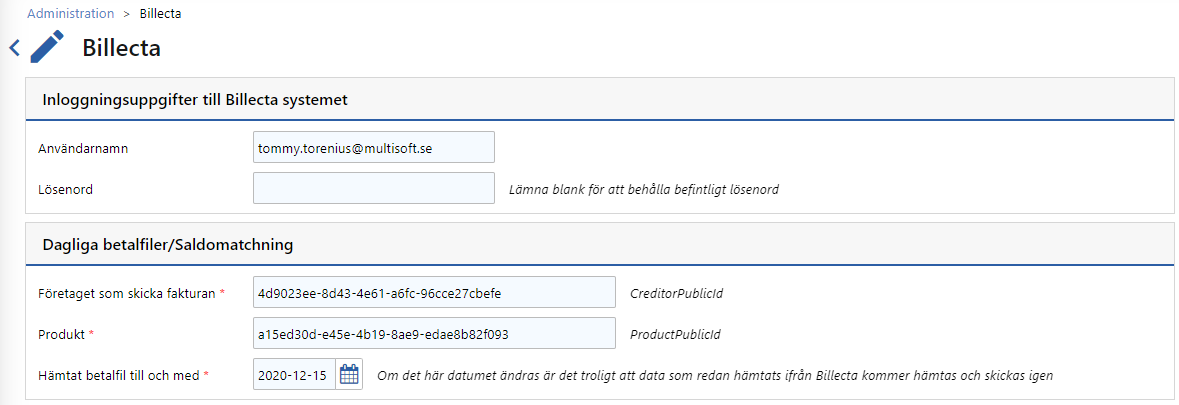 Administration > Billecta
Billecta
Inloggningsuppgifter till Billecta systemet
Användarnamn tommy.torenius@multisoft.se
Lösenord Lämna blank för att behålla befintligt lösenord
Dagliga betalfiler/Saldomatchning
Företaget som skicka fakturan * 4d9023ee-8d43-4e61-a6fc-96cce27cbefe CreditorPublicId
Produkt * a15ed30d-e45e-4b19-8ae9-edae8b82f093 ProductPublicId
Hämtat betalfil till och med * 2020-12-15 Om det här datumet ändras är det troligt att data som redan hämtats ifrån Billecta kommer hämtas och skickas igen